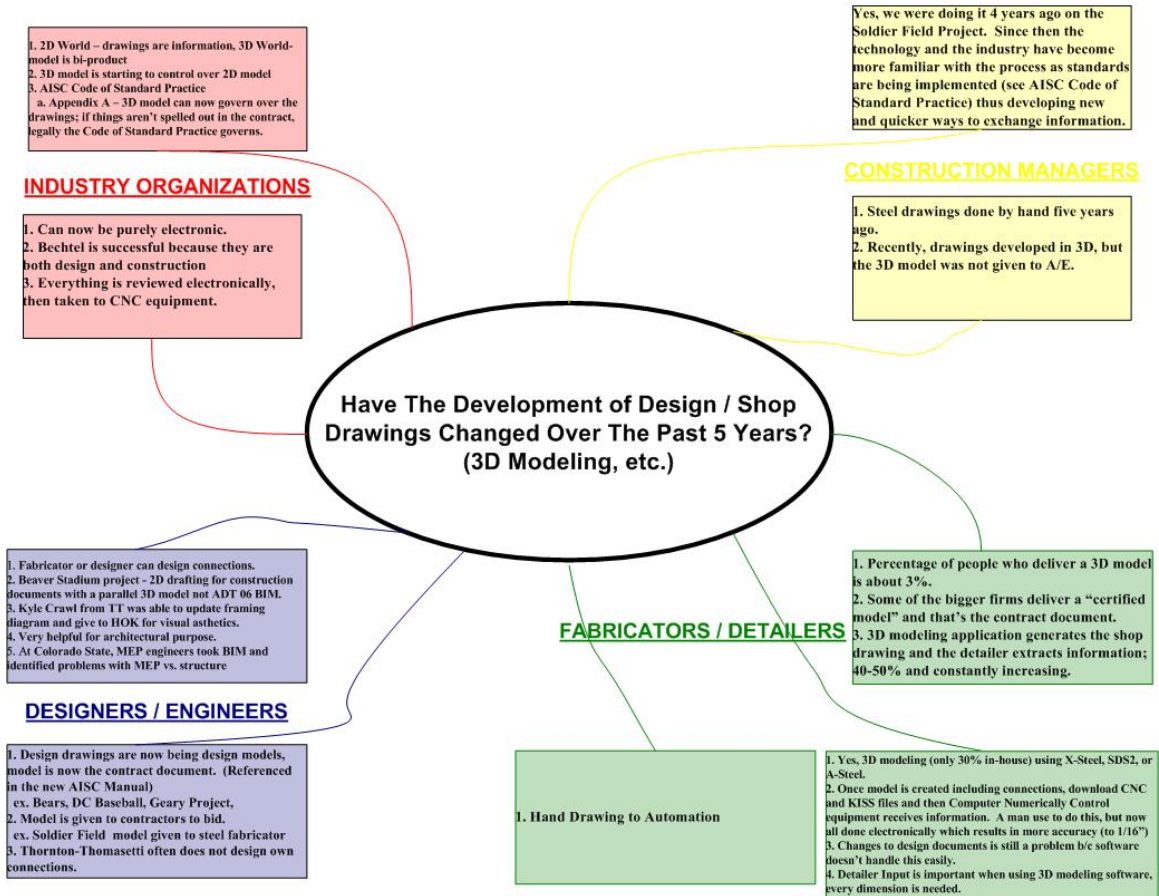 1. 2D World – drawings are information, 3D World-
model is bi-product
2. 3D model is starting to control over 2D model
3. AISC Code of Standard Practice
a. Appendix A – 3D model can now govern over the
drawings; if things aren't spelled out in the contract,
legally the Code of Standard Practice governs.
INDUSTRY ORGANIZATIONS
1. Can now be purely electronic.
2. Bechtel is successful because they are
both design and construction
3. Everything is reviewed electronically,
then taken to CNC equipment.
Yes, we were doing it 4 years ago on the
Soldier Field Project. Since then the
technology and the industry have become
more familiar with the process as standards
are being implemented (see AISC Code of
Standard Practice) thus developing new
and quicker ways to exchange information.
CONSTRUCTION MANAGERS
1. Steel drawings done by hand five years
ago.
2. Recently, drawings developed in 3D, but
the 3D model was not given to A/E.
Have The Development of Design / Shop
Drawings Changed Over The Past 5 Years?
(3D Modeling, etc.)
1. Fabricator or designer can design connections.
2. Beaver Stadium project - 2D drafting for construction
documents with a parallel 3D model not ADT 06 BIM.
3. Kyle Crawl from TT was able to update framing
diagram and give to HOK for visual asthetics.
4. Very helpful for architectural purpose.
5. At Colorado State, MEP engineers took BIM and
identified problems with MEP vs. structure
DESIGNERS / ENGINEERS
1. Design drawings are now being design models,
model is now the contract document. (Referenced
in the new AISC Manual)
ex. Bears, DC Baseball, Geary Project,
2. Model is given to contractors to bid.
ex. Soldier Field model given to steel fabricator
3. Thornton-Thomasetti often does not design own
connections.
FABRICATORS / DETAILERS
1. Percentage of people who deliver a 3D model
is about 3%.
2. Some of the bigger firms deliver a “certified
model” and that's the contract document.
3. 3D modeling application generates the shop
drawing and the detailer extracts information;
40-50% and constantly increasing.
1. Hand Drawing to Automation
1. Yes, 3D modeling (only 30% in-house) using X-Steel, SDS2, or
A-Steel.
2. Once model is created including connections, download CNC
and KISS files and then Computer Numerically Control
equipment receives information. A man use to do this, but now
all done electronically which results in more accuracy (to 1/16”)
3. Changes to design documents is still a problem b/c software
doesn't handle this easily.
4. Detailer Input is important when using 3D modeling software,
every dimension is needed.